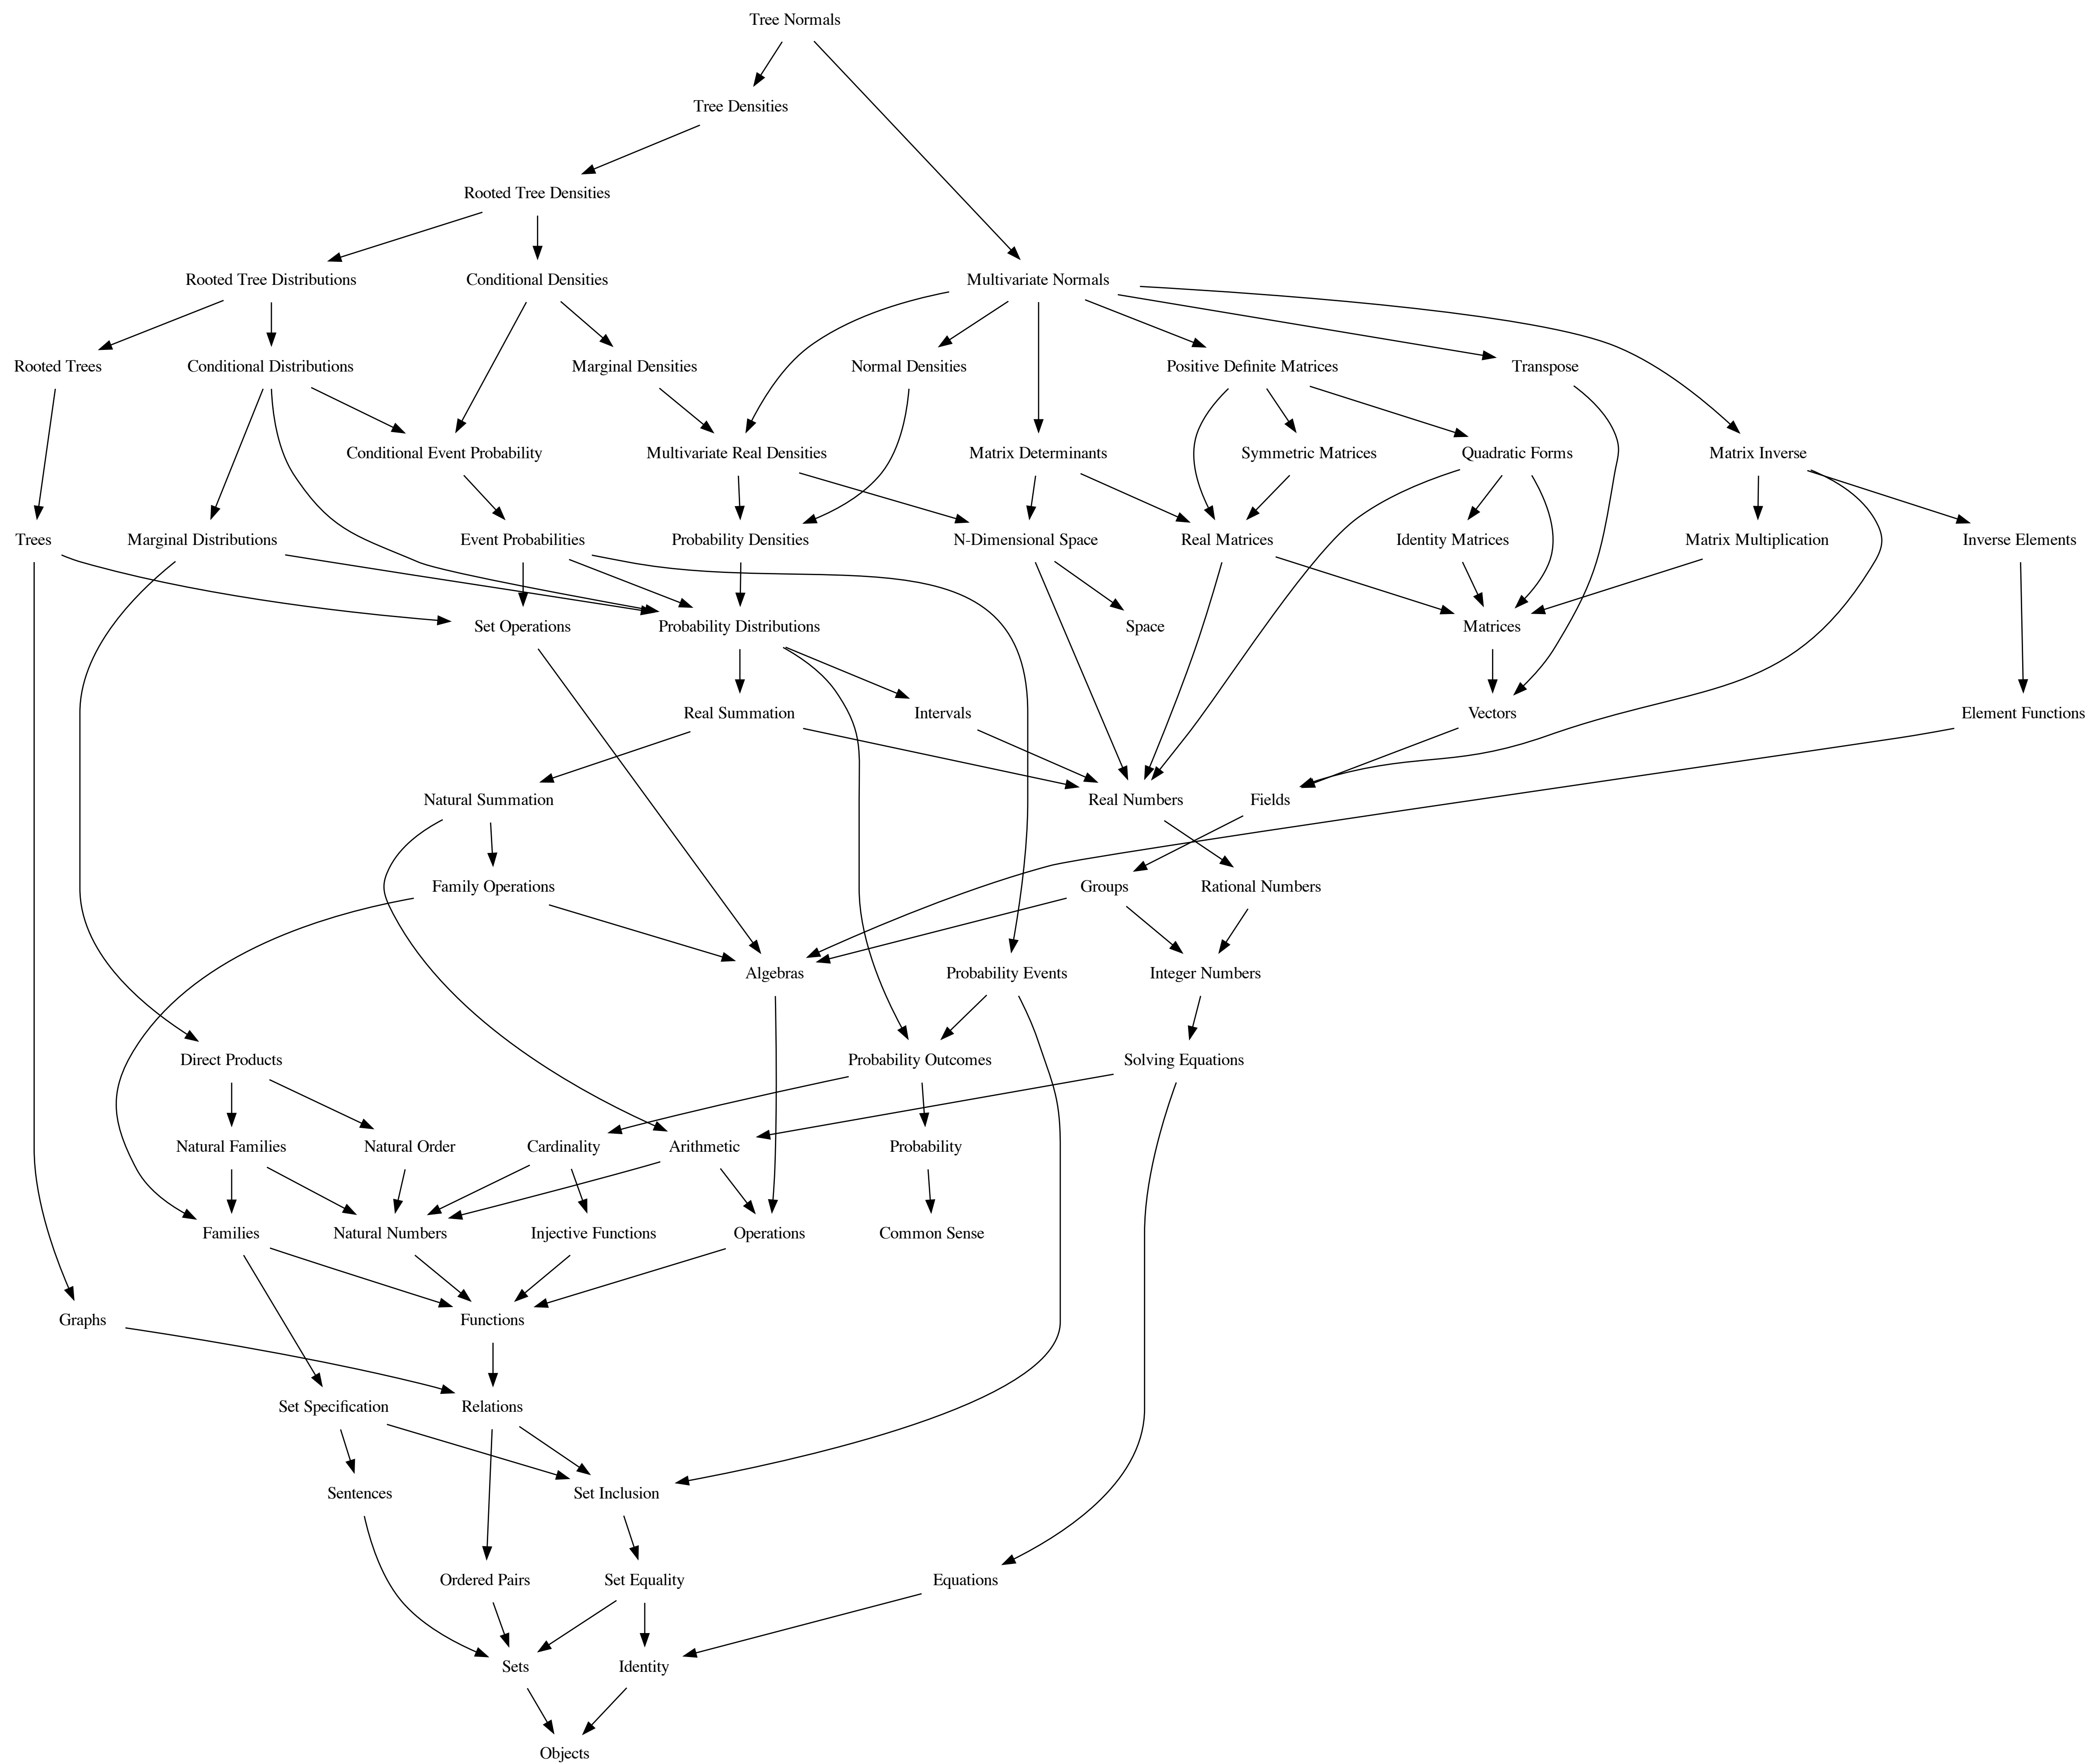 Tree Normals
Tree Densities
Rooted Tree Densities
Rooted Tree Distributions
Conditional Densities
Multivariate Normals
Rooted Trees
Conditional Distributions
Marginal Densities
Normal Densities
Positive Definite Matrices
Transpose
Conditional Event Probability
Multivariate Real Densities
Matrix Determinants
Symmetric Matrices
Quadratic Forms
Matrix Inverse
Trees
Marginal Distributions
Event Probabilities
Probability Densities
N-Dimensional Space
Real Matrices
Identity Matrices
Matrix Multiplication
Inverse Elements
Set Operations
Probability Distributions
Space
Matrices
Real Summation
Intervals
Vectors
Element Functions
Natural Summation
Real Numbers
Fields
Family Operations
Groups
Rational Numbers
Algebras
Probability Events
Integer Numbers
Direct Products
Probability Outcomes
Solving Equations
Natural Families
Natural Order
Cardinality
Arithmetic
Probability
Families
Natural Numbers
Injective Functions
Operations
Common Sense
Graphs
Functions
Set Specification
Relations
Sentences
Set Inclusion
Ordered Pairs
Set Equality
Equations
Sets
Identity
Objects